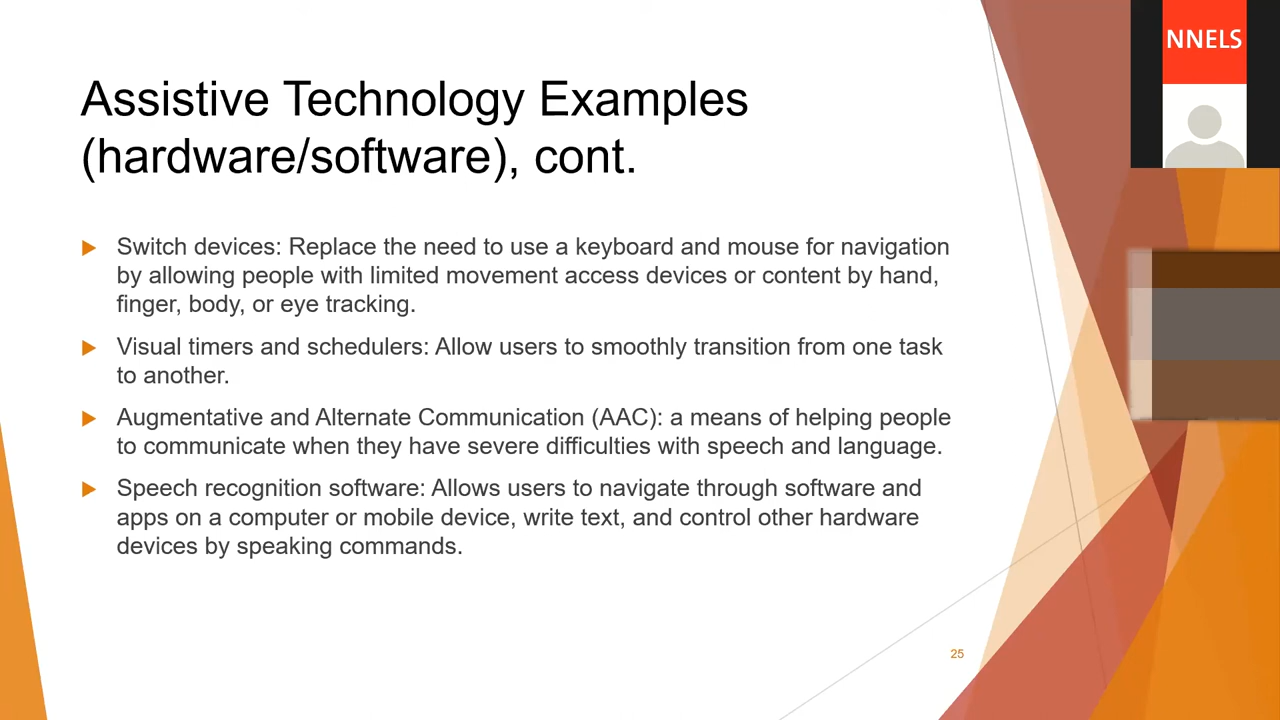 NNELS
Assistive Technology Examples
(hardware/software), cont.
Switch devices: Replace the need to use a keyboard and mouse for navigation
by allowing people with limited movement access devices or content by hand,
finger, body, or eye tracking.
Visual timers and schedulers: Allow users to smoothly transition from one task
to another.
Augmentative and Alternate Communication (AAC): a means of helping people
to communicate when they have severe difficulties with speech and language.
Speech recognition software: Allows users to navigate through software and
apps on a computer or mobile device, write text, and control other hardware
devices by speaking commands.
25